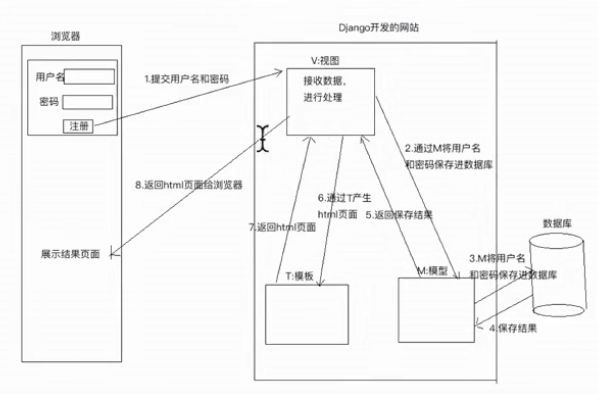 Django开发的网站
浏览器
V:视图
用户名
接收数据,
进行处理
1.提交用户名和密码
密码
注册
2.通过M将用户名
和密码保存进数据库
8.返回html页面给浏览器
6.通过T产生
html页面
5.返回保存结果
7.返回html页面
数据库
展示结果页面
3.M将用户名
和密码保存进数据库
T:模板
M:模型
4.保存结果